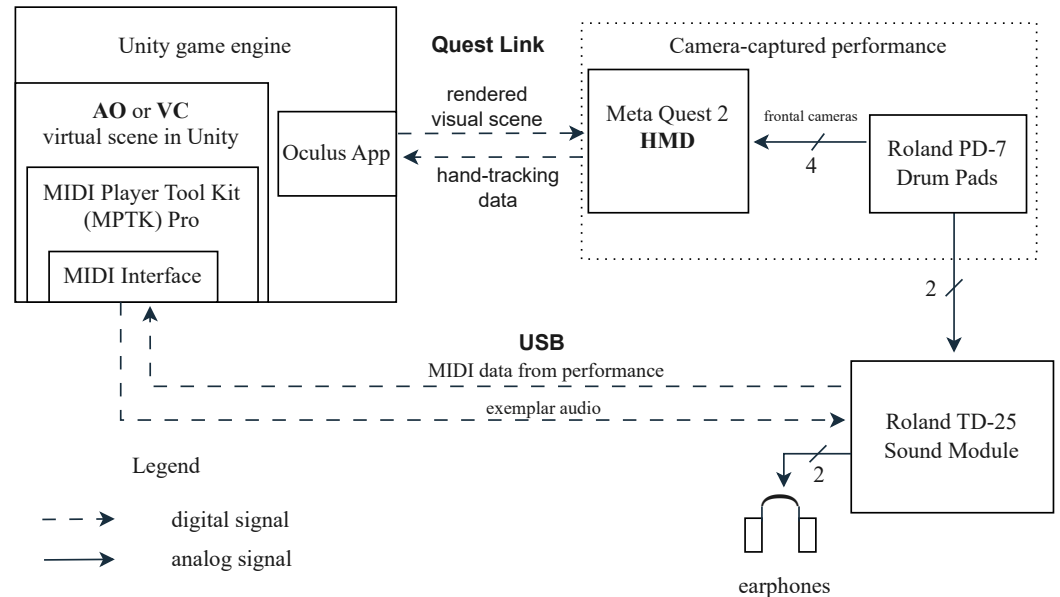 Unity game engine
AO or VC
virtual scene in Unity
MIDI Player Tool Kit
(MPTK) Pro
MIDI Interface
Oculus App
Quest Link
rendered
visual scene
hand-tracking
data
Camera-captured performance
Meta Quest 2
HMD
frontal cameras
4
Roland PD-7
Drum Pads
2
USB
MIDI data from performance
exemplar audio
Roland TD-25
Sound Module
2
earphones
Legend
digital signal
analog signal